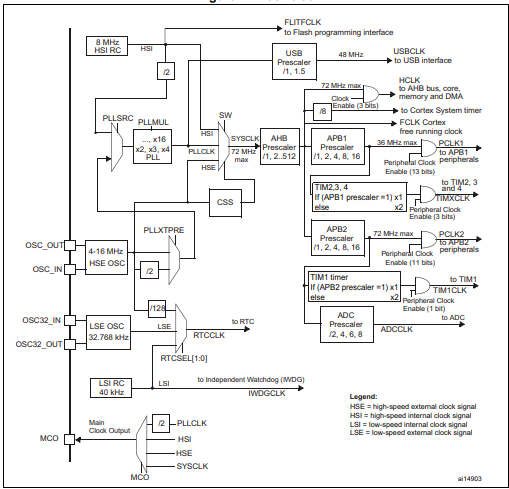 FLITFCLK
to Flash programming interface
8 MHz
HSI RC
HSI
USB
Prescaler
/1, 1.5
48 MHz
USBCLK
to USB interface
/2
HCLK
to AHB bus, core,
memory and DMA
72 MHz max
Clock
Enable (3 bits)
/8
to Cortex System timer
FCLK Cortex
free running clock
PLLSRC
PLLMUL
..., x16
x2, x3, x4
PLL
SW
HSI
PLLCLK
HSE
SYSCLK
72 MHz
max
AHB
Prescaler
/1, 2..512
APB1
Prescaler
/1, 2, 4, 8, 16
36 MHz max
PCLK1
to APB1
peripherals
Peripheral Clock
Enable (13 bits)
TIM2,3, 4
If (APB1 prescaler =1) x1
else x2
to TIM2, 3
and 4
TIMXCLK
Peripheral Clock
Enable (3 bits)
CSS
PLLXTPRE
OSC_OUT
OSC_IN
4-16 MHz
HSE OSC
/2
APB2
Prescaler
/1, 2, 4, 8, 16
72 MHz max
PCLK2
to APB2
peripherals
Peripheral Clock
Enable (11 bits)
TIM1 timer
If (APB2 prescaler =1) x1
else x2
to TIM1
TIM1CLK
Peripheral Clock
Enable (1 bit)
OSC32_IN
OSC32_OUT
LSE OSC
32.768 kHz
/128
LSE
to RTC
RTCCLK
RTCSEL[1:0]
ADC
Prescaler
/2, 4, 6, 8
to ADC
ADCCLK
LSI RC
40 kHz
LSI
to Independent Watchdog (IWDG)
IWDGCLK
Main
Clock Output
MCO
/2
PLLCLK
HSI
HSE
SYSCLK
MCO
Legend:
HSE = high-speed external clock signal
HSI = high-speed internal clock signal
LSI = low-speed internal clock signal
LSE = low-speed external clock signal
ai14903